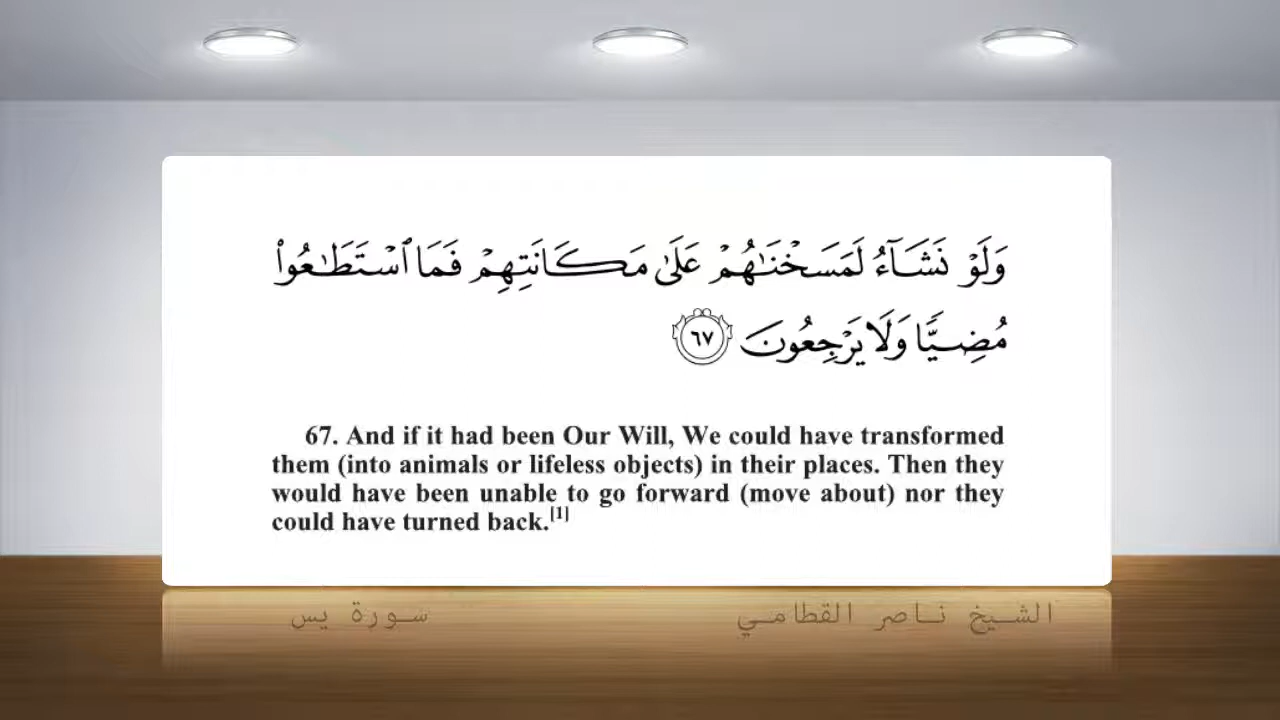 وَلَوْ نَشَآءُ لَمَسَخْنَٰهُمْ عَلَىٰ مَكَانَتِهِمْ فَمَا ٱسْتَطَٰعُوا۟
مُضِيًّا وَلَا يَرْجِعُونَ ٦٧
67. And if it had been Our Will, We could have transformed
them (into animals or lifeless objects) in their places. Then they
would have been unable to go forward (move about) nor they
could have turned back.[1]
الشيخ ناصر القطامي سورة يس